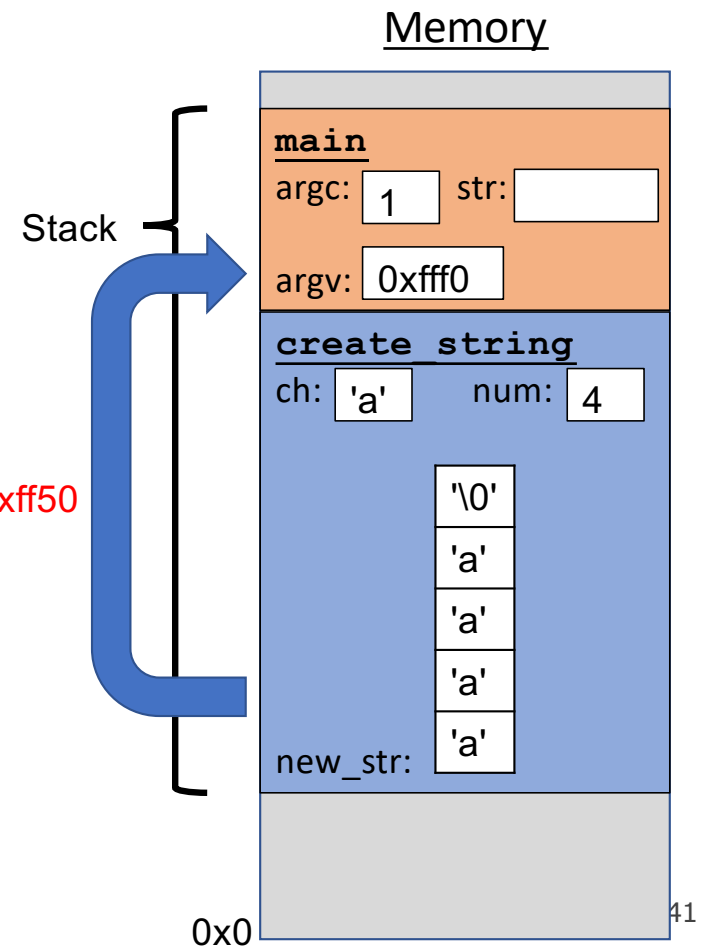 Memory
main
argc: 1 str:
Stack
argv: 0xfff0
create_string
ch: 'a' num: 4
xff50
'\0'
'a'
'a'
'a'
new_str: 'a'
41
0x0